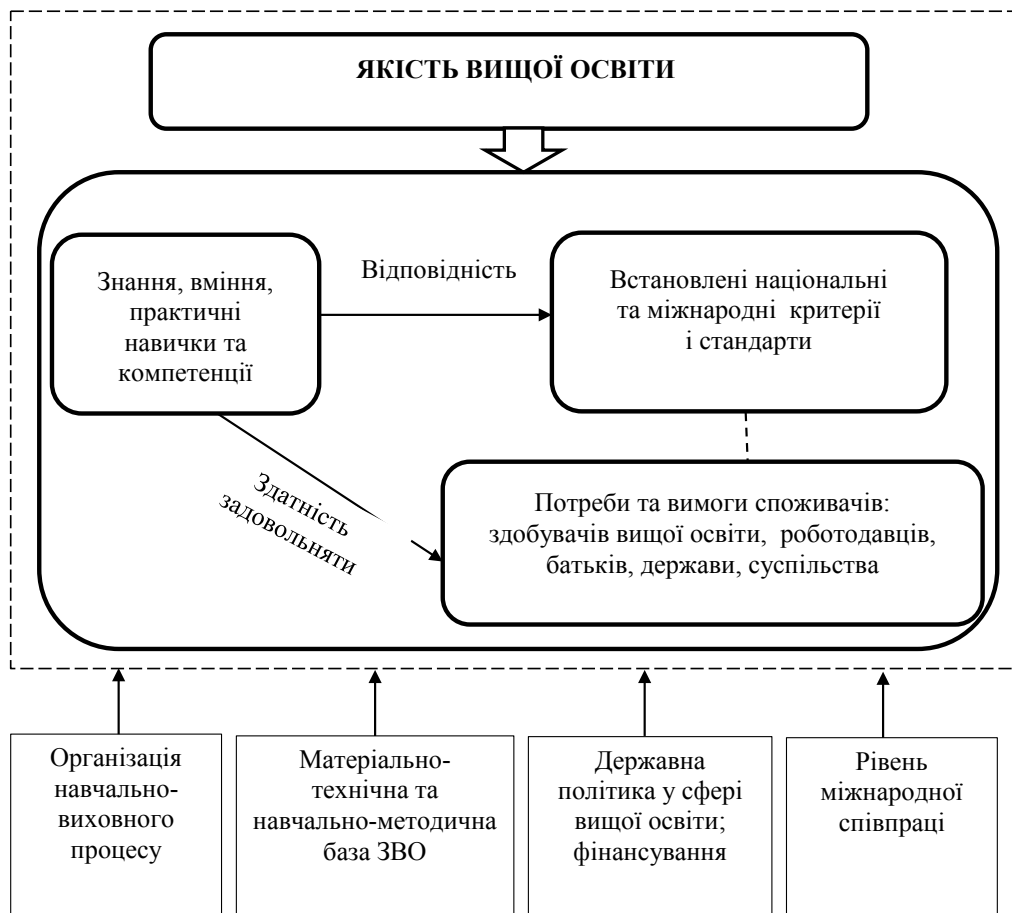 ЯКІСТЬ ВИЩОЇ ОСВІТИ
Знання, вміння,
практичні
навички та
компетенції
Відповідність
Встановлені національні
та міжнародні критерії
і стандарти
Здатність
задовольняти
Потреби та вимоги споживачів:
здобувачів вищої освіти, роботодавців,
батьків, держави, суспільства
Організація
навчально-
виховного
процесу
Матеріально-
технічна та
навчально-методична
база ЗВО
Державна
політика у сфері
вищої освіти;
фінансування
Рівень
міжнародної
співпраці